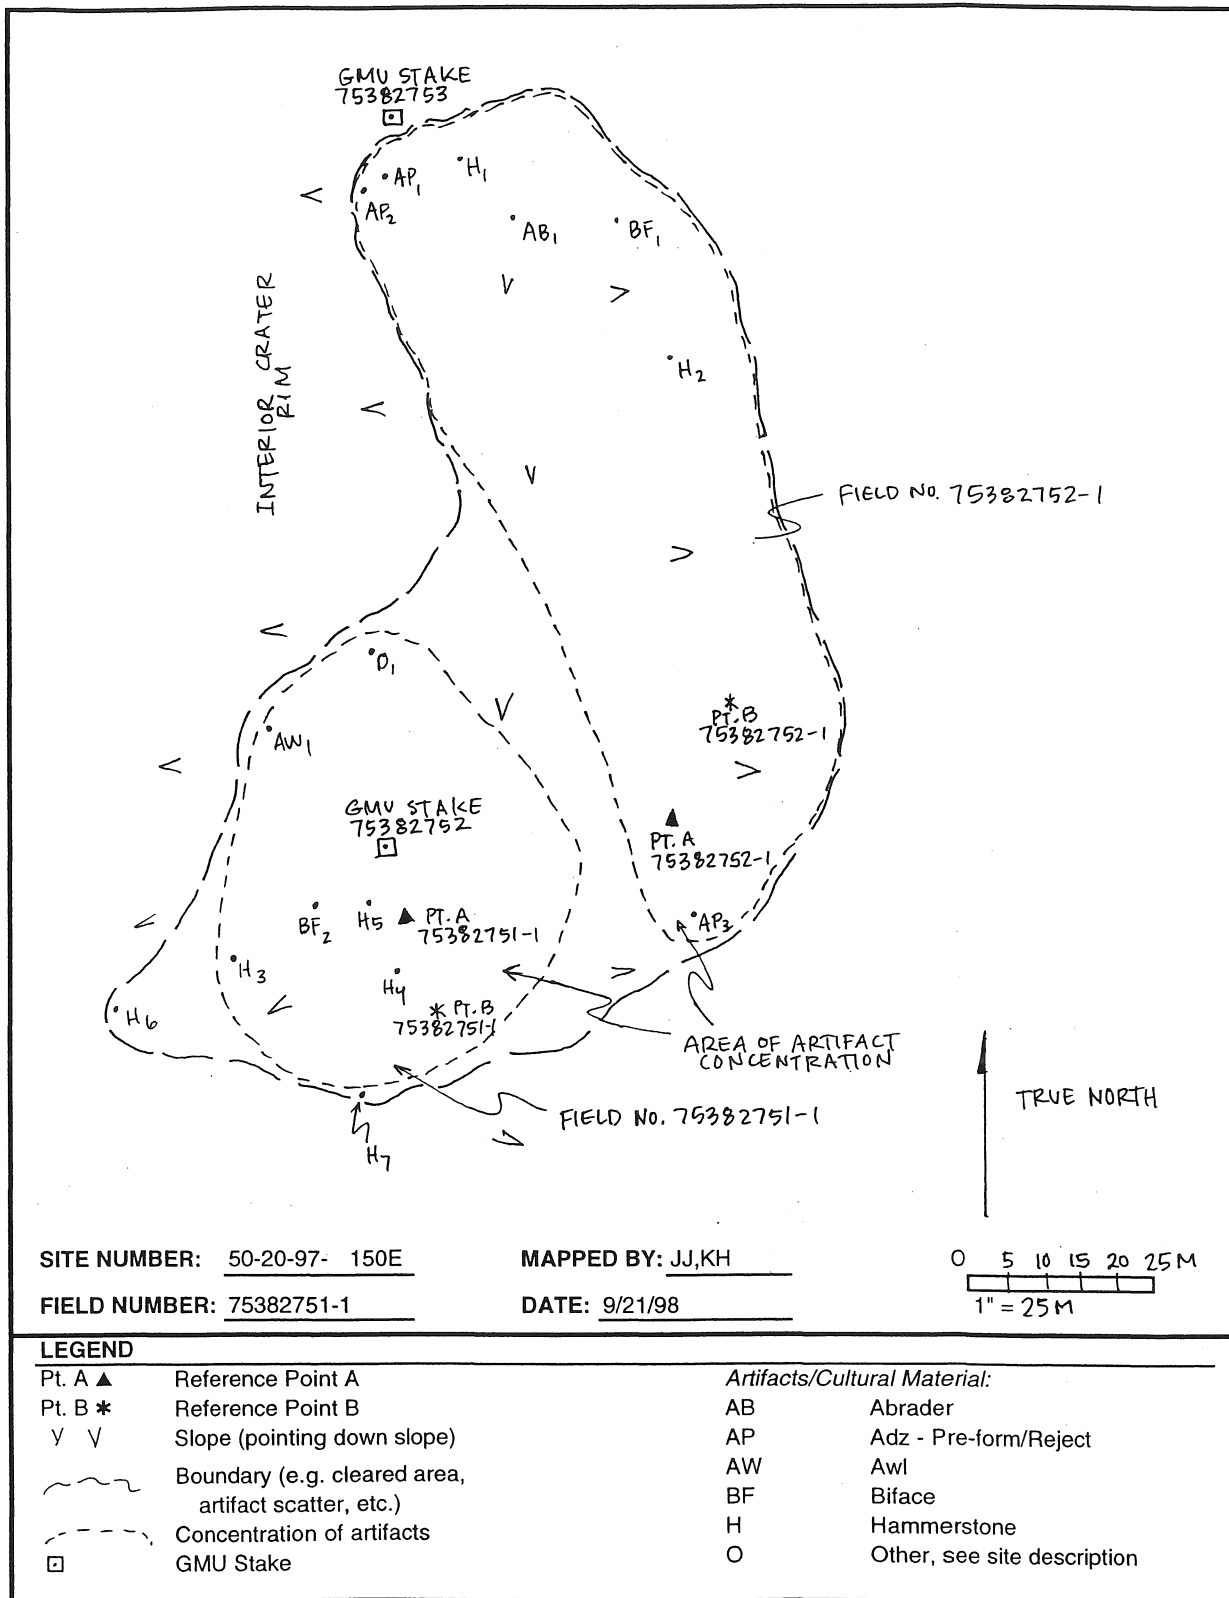 GMU STAKE
75382753
H1
AP1
AP2
AB1
BF1
INTERIOR CRATER
RIM
H2
FIELD NO. 75382752-1
O1
PT. B
75382752-1
AW1
GMU STAKE
75382752
PT. A
75382752-1
BF2
H5
PT. A
75382751-1
AP3
H3
H4
H6
PT. B
75382751-1
AREA OF ARTIFACT
CONCENTRATION
TRUE NORTH
FIELD NO. 75382751-1
H7
SITE NUMBER: 50-20-97- 150E
MAPPED BY: JJ,KH
0 5 10 15 20 25 M
FIELD NUMBER: 75382751-1
DATE: 9/21/98
1" = 25 M
LEGEND
Pt. A ▲ Reference Point A
Pt. B * Reference Point B
Slope (pointing down slope)
Boundary (e.g. cleared area,
artifact scatter, etc.)
Concentration of artifacts
GMU Stake
Artifacts/Cultural Material:
AB Abrader
AP Adz - Pre-form/Reject
AW Awl
BF Biface
H Hammerstone
O Other, see site description